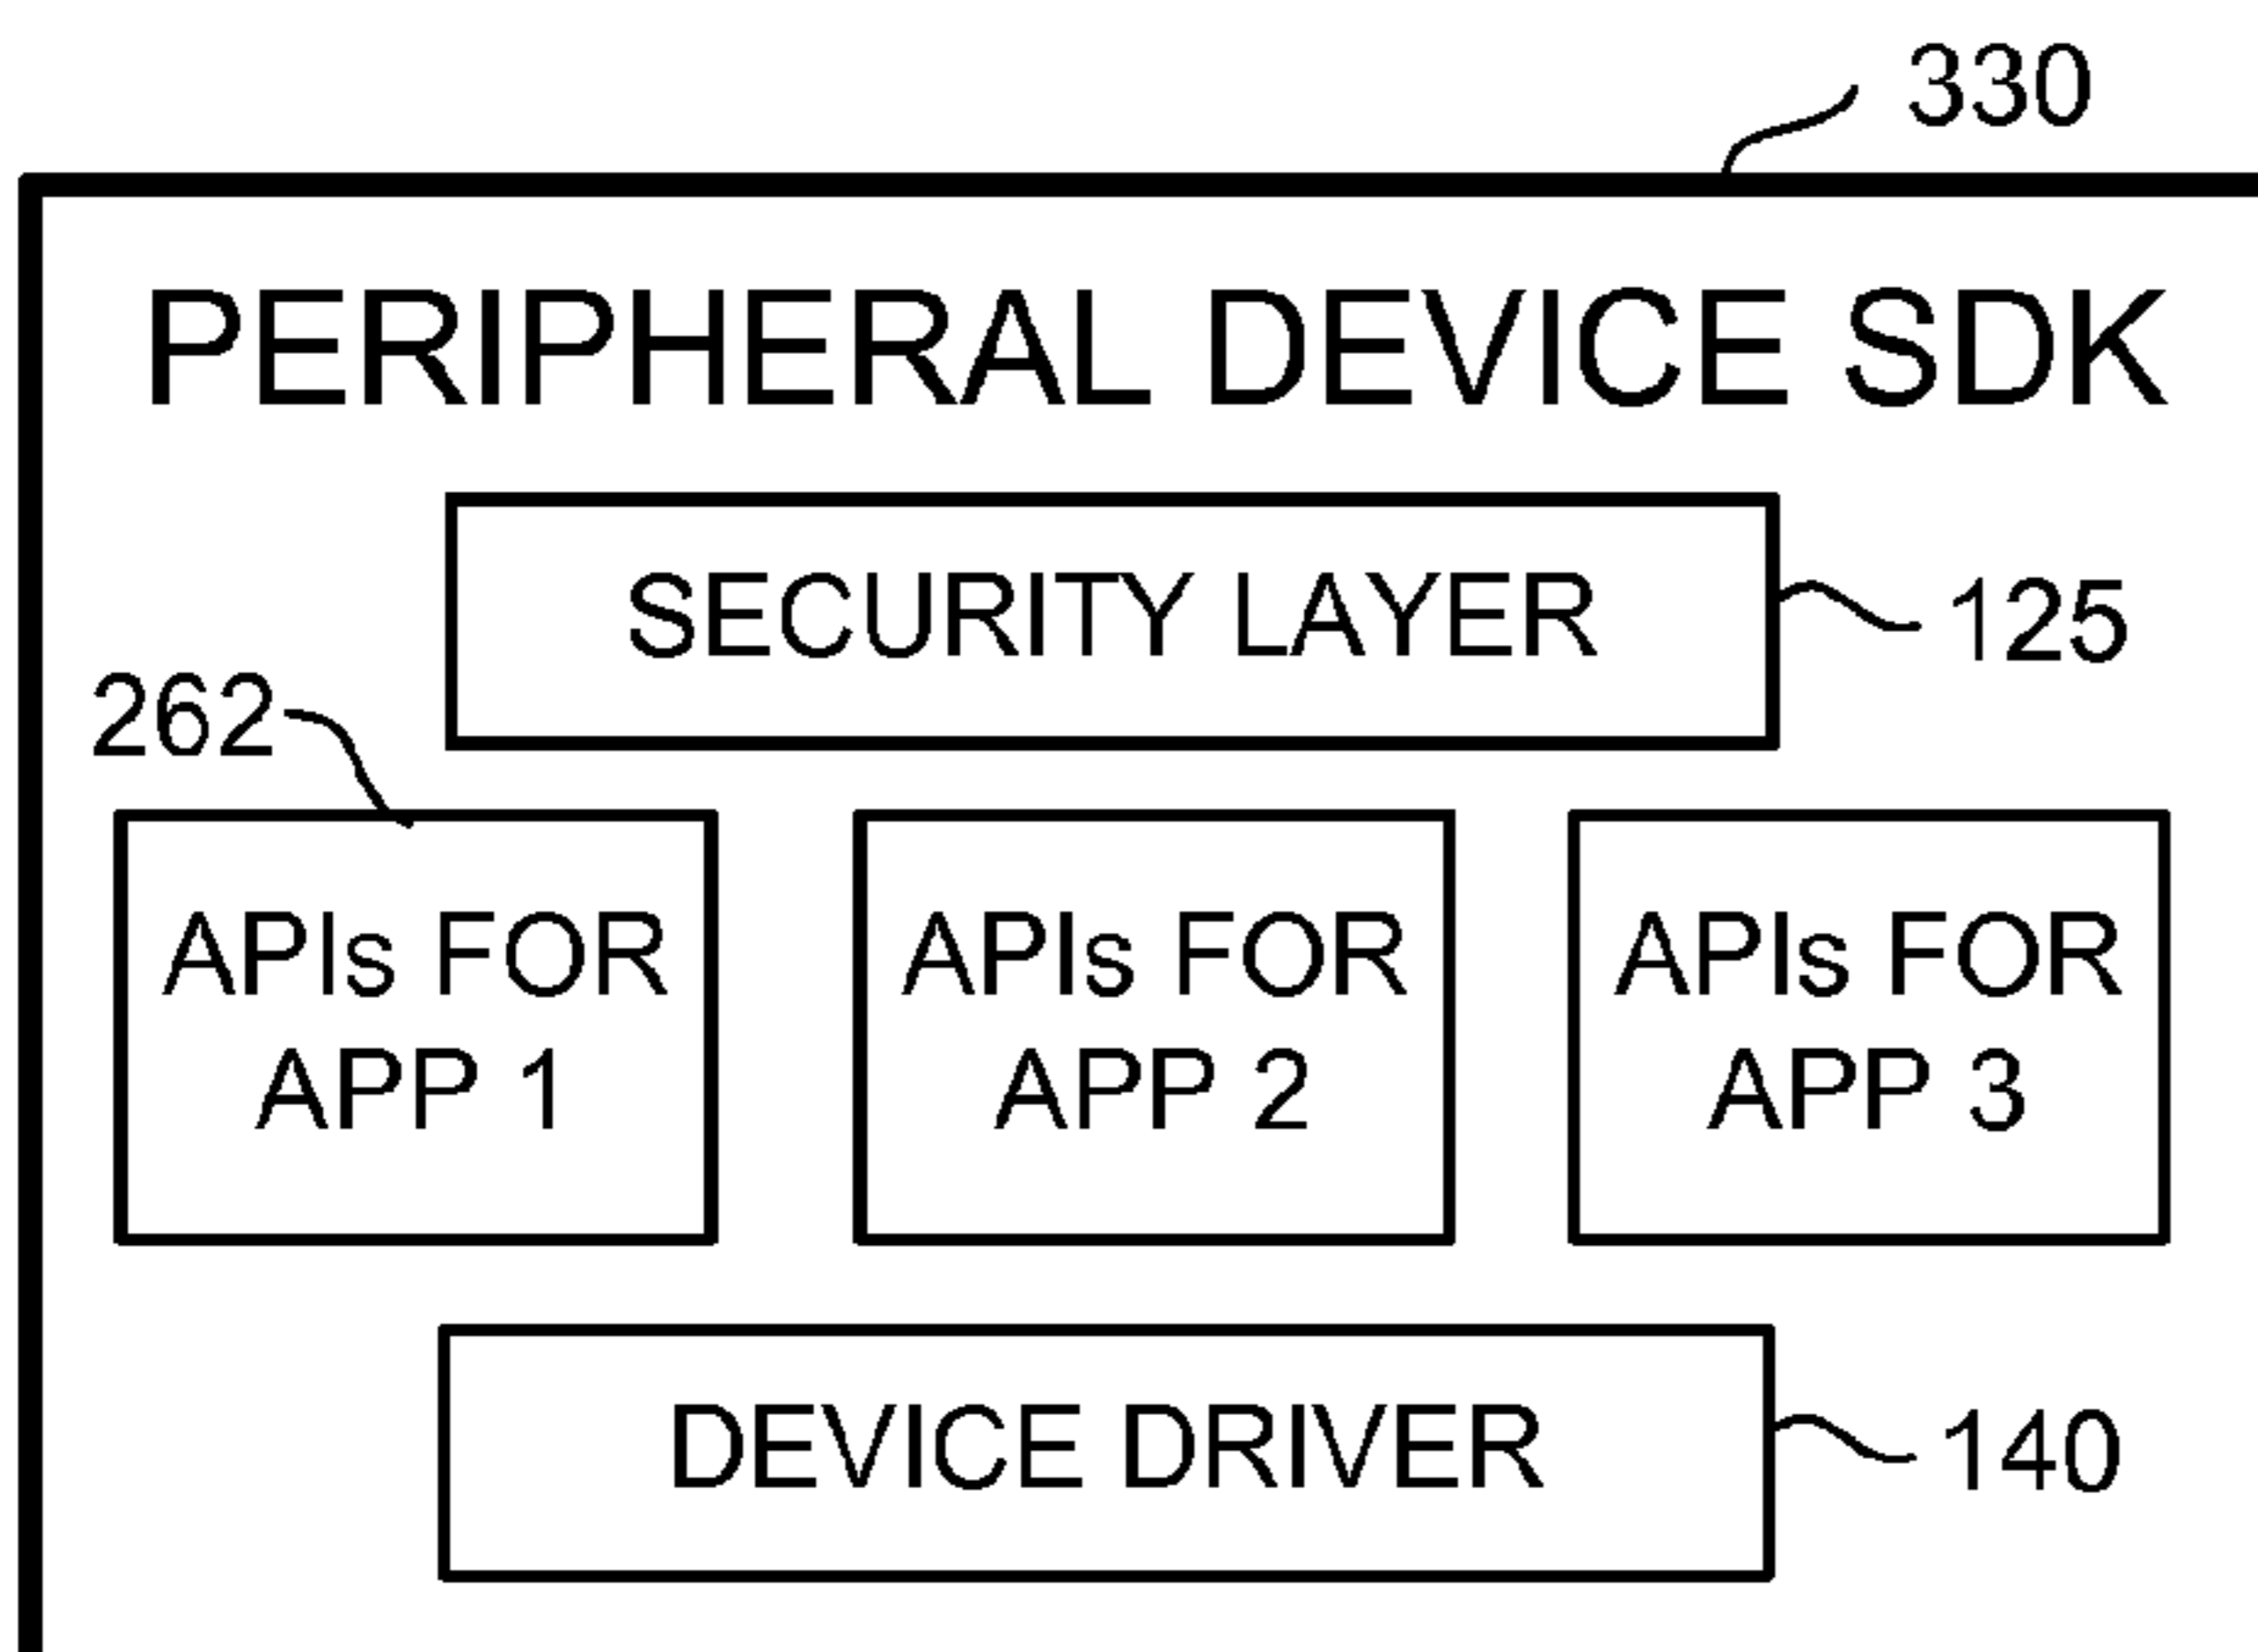 330
PERIPHERAL DEVICE SDK
SECURITY LAYER
125
262
APIs FOR
APP 1
APIs FOR
APP 2
APIs FOR
APP 3
DEVICE DRIVER
140